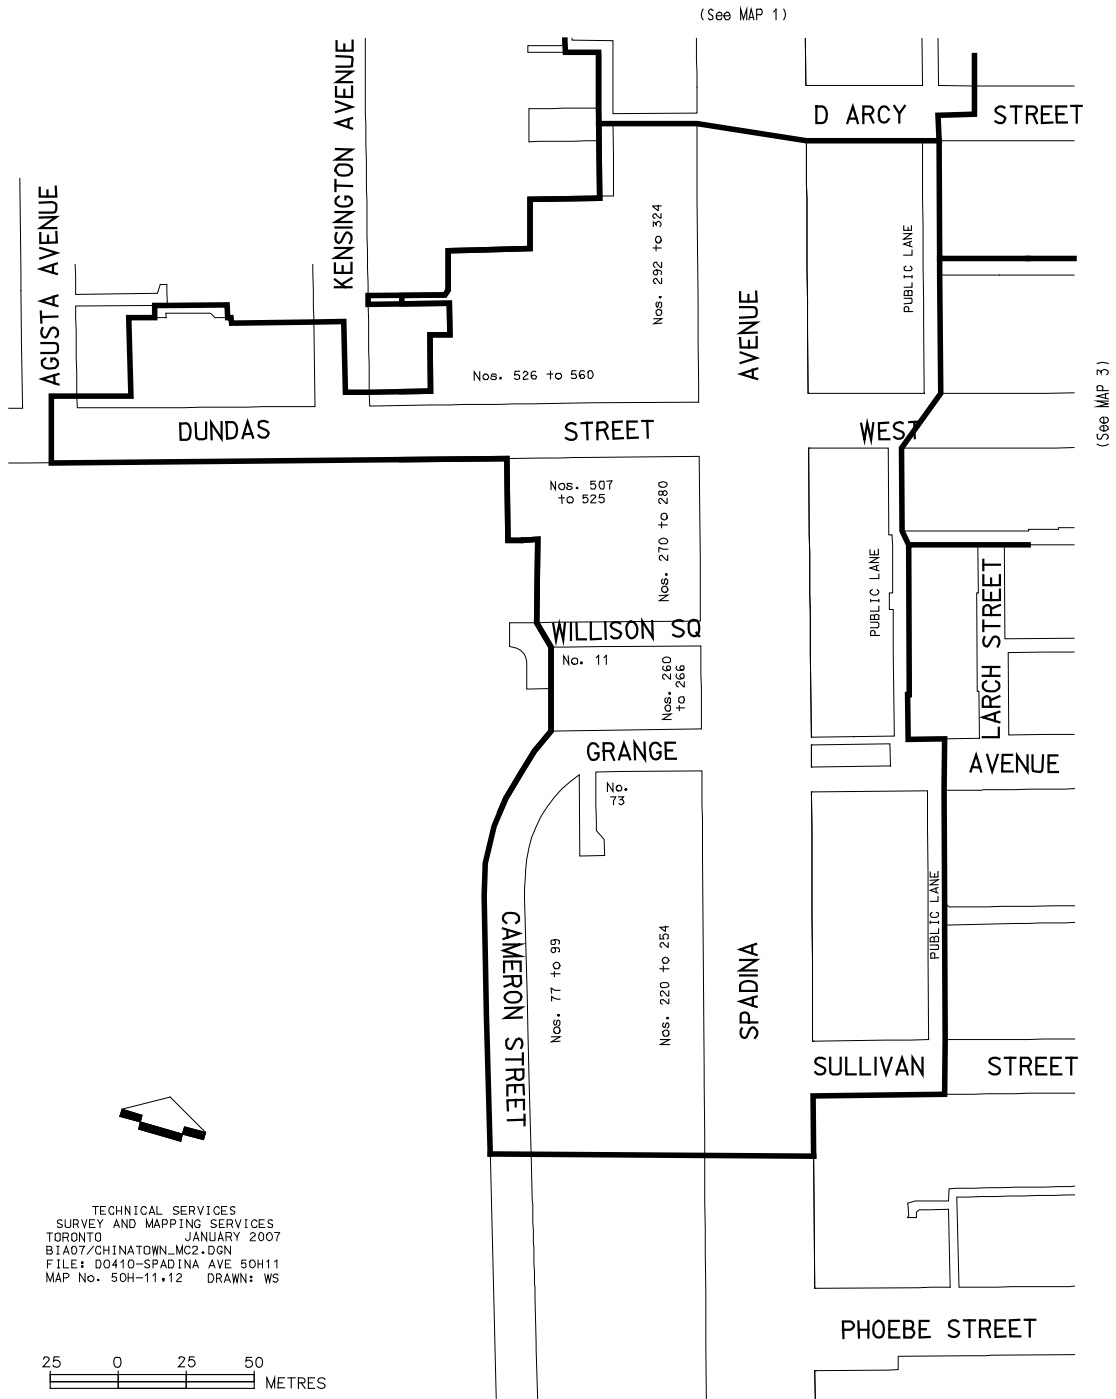 (See MAP 1)
KENSINGTON AVENUE
D ARCY
STREET
AGUSTA AVENUE
Nos. 292 to 324
PUBLIC LANE
AVENUE
Nos. 526 to 560
(See MAP 3)
DUNDAS
STREET
WEST
Nos. 507
to 525
Nos. 270 to 280
PUBLIC LANE
LARCH STREET
WILLISON SQ
No. 11
Nos. 260
to 266
GRANGE
AVENUE
No.
73
PUBLIC LANE
CAMERON STREET
Nos. 77 to 99
Nos. 220 to 254
SPADINA
SULLIVAN
STREET
TECHNICAL SERVICES
SURVEY AND MAPPING SERVICES
TORONTO JANUARY 2007
BIA07/CHINATOWN_MC2.DGN
FILE: D0410-SPADINA AVE 50H11
MAP No. 50H-11,12 DRAWN: WS
PHOEBE STREET
25 0 25 50
METRES